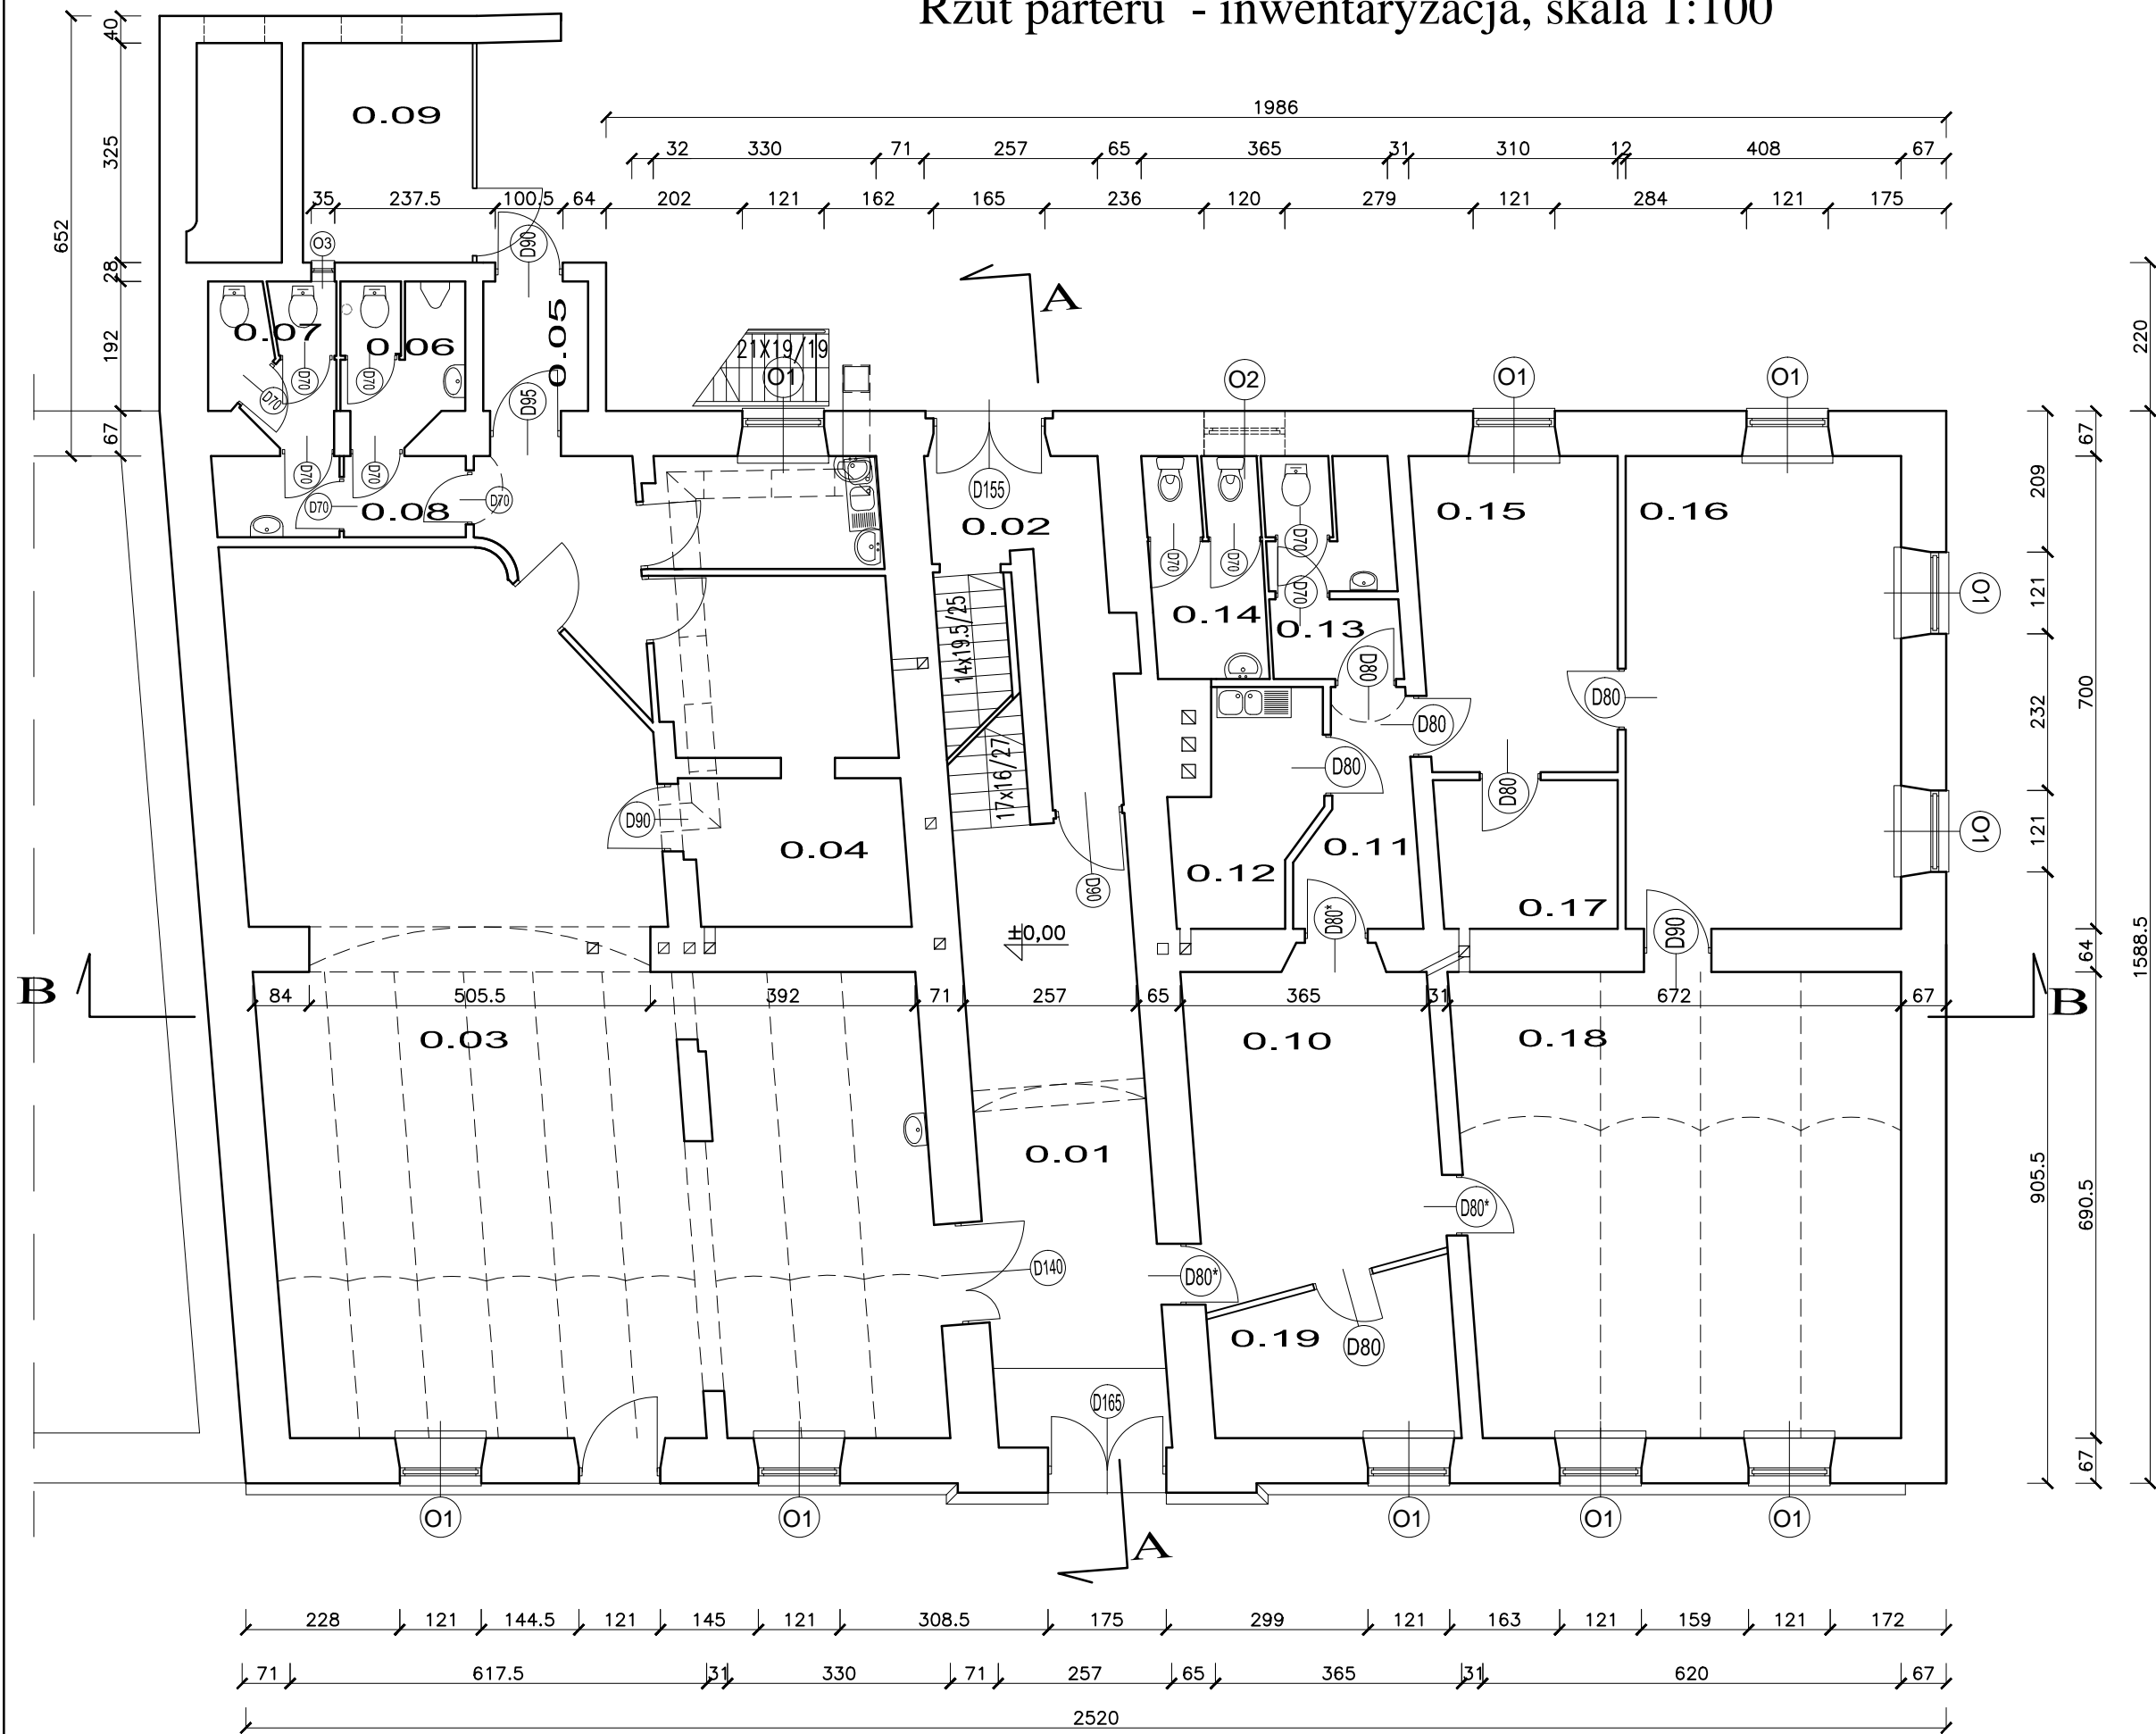 Rzut parteru - inwentaryzacja, skala 1:100
40
0.09
1986
325
32 330 71 257 65 365 31 310 12 408 67
35 237.5 100.5 64 202 121 162 165 236 120 279 121 284 121 175
652
O3
D90
28
A
192
0.07
0.06
0.05
21X19/19
220
O1
O2
O1
O1
D70
D70
D70
D95
67
67
D70
D70
D70
D70
0.08
D155
0.02
0.15
0.16
209
D70
D70
D70
D70
O1
121
14x19.5/25
0.14
0.13
D80
D80
D80
232
700
D80
17x16/27
D80
D90
O1
121
0.04
0.12
0.11
D90
0.17
D80*
D90
±0,00
64
1588.5
B
84 505.5 392 71 257 65 365 31 672 67
B
0.03
0.10
0.18
0.01
905.5
690.5
D80*
D140
D80*
0.19
D80
D165
67
O1
O1
O1
O1
O1
A
228 121 144.5 121 145 121 308.5 175 299 121 163 121 159 121 172
71 617.5 31 330 71 257 65 365 31 620 67
2520